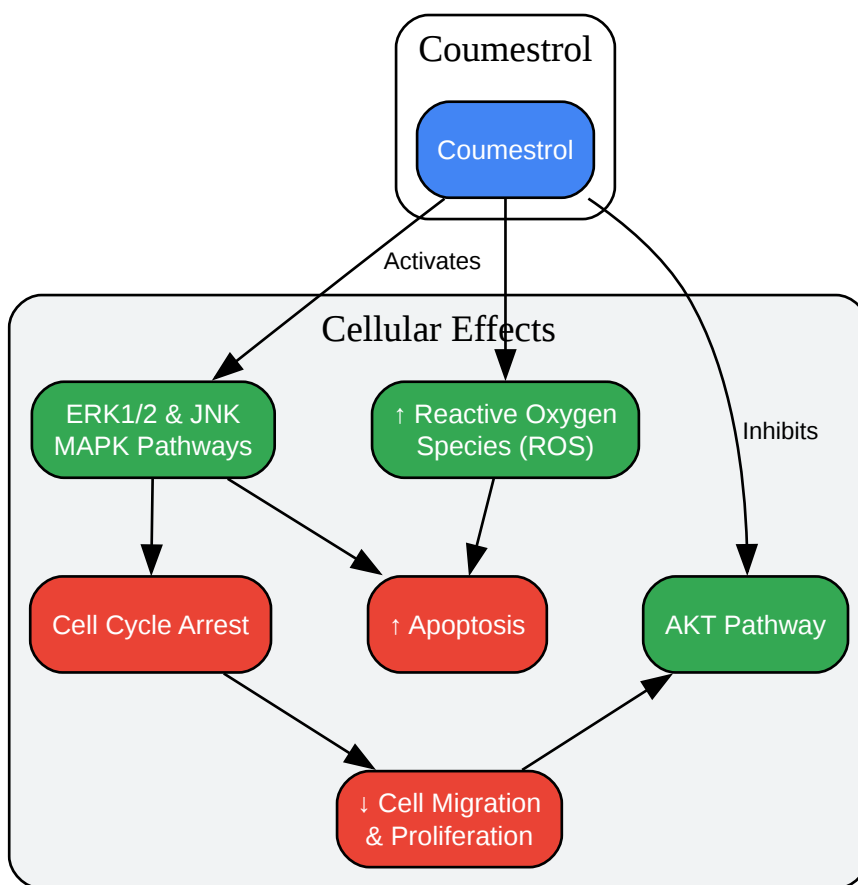 Coumestrol
Coumestrol
Activates
Cellular Effects
ERK1/2 & JNK
MAPK Pathways
↑ Reactive Oxygen
Species (ROS)
Inhibits
Cell Cycle Arrest
↑ Apoptosis
AKT Pathway
↓ Cell Migration
& Proliferation